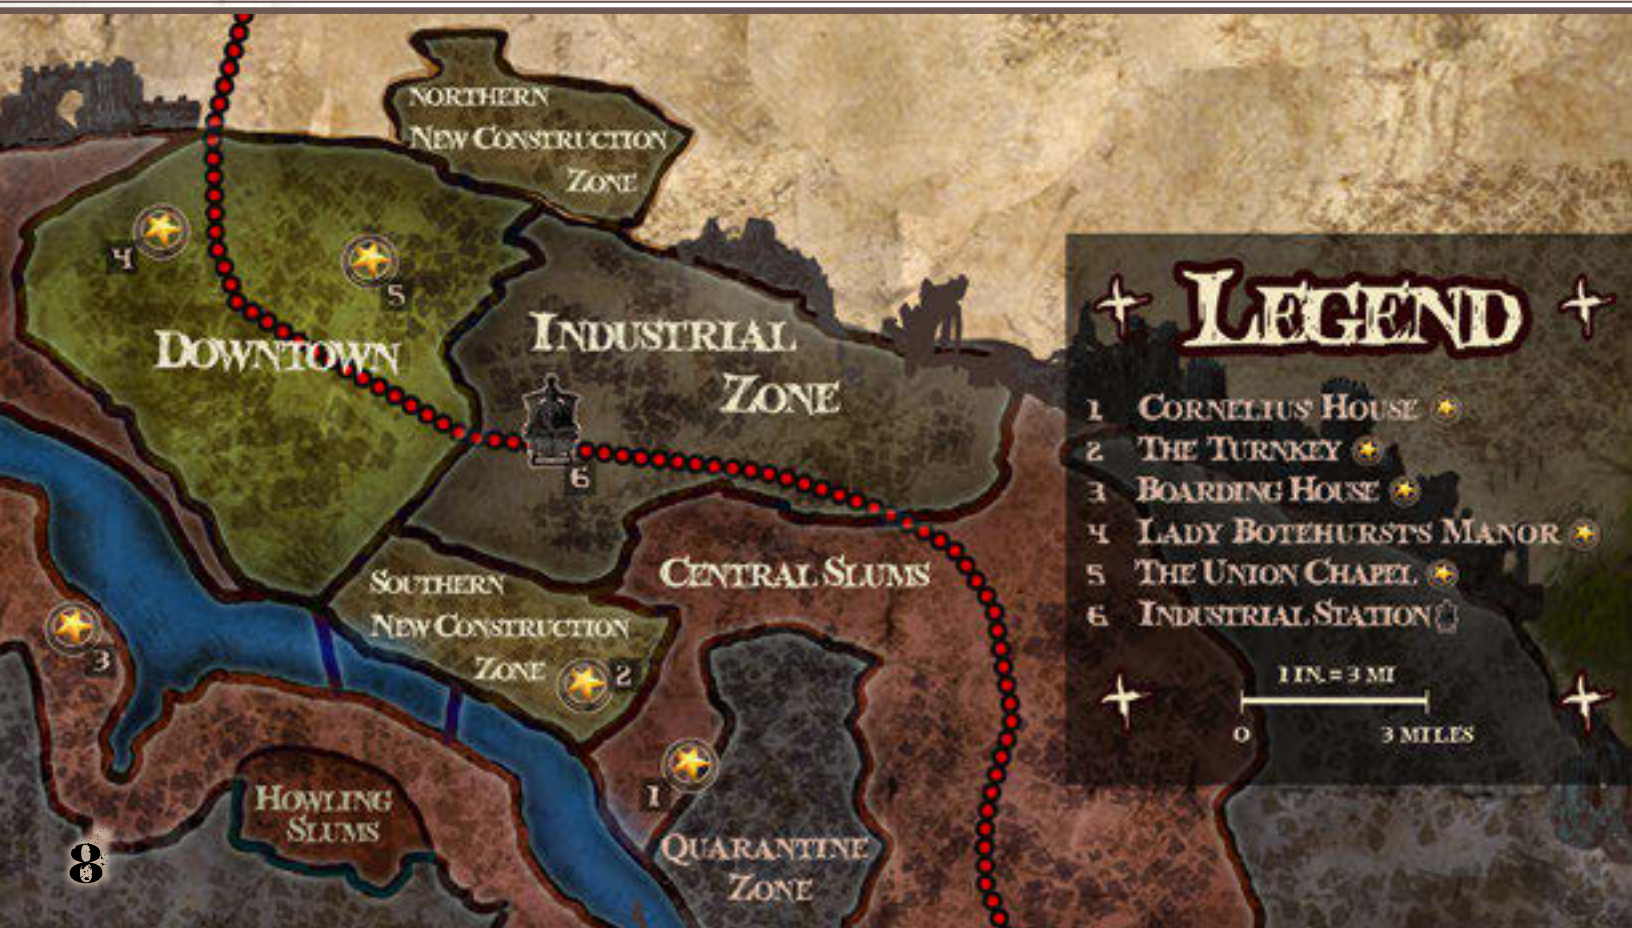 NORTHERN
NEW CONSTRUCTION
ZONE
4
5
DOWNTOWN
INDUSTRIAL
ZONE
6
CENTRAL SLUMS
SOUTHERN
NEW CONSTRUCTION
ZONE
2
3
1
HOWLING
SLUMS
QUARANTINE
ZONE
8
LEGEND
1 CORNELIUS' HOUSE
2 THE TURNKEY
3 BOARDING HOUSE
4 LADY BOTEHURST'S MANOR
5 THE UNION CHAPEL
6 INDUSTRIAL STATION
1 IN. = 3 MI
0 3 MILES